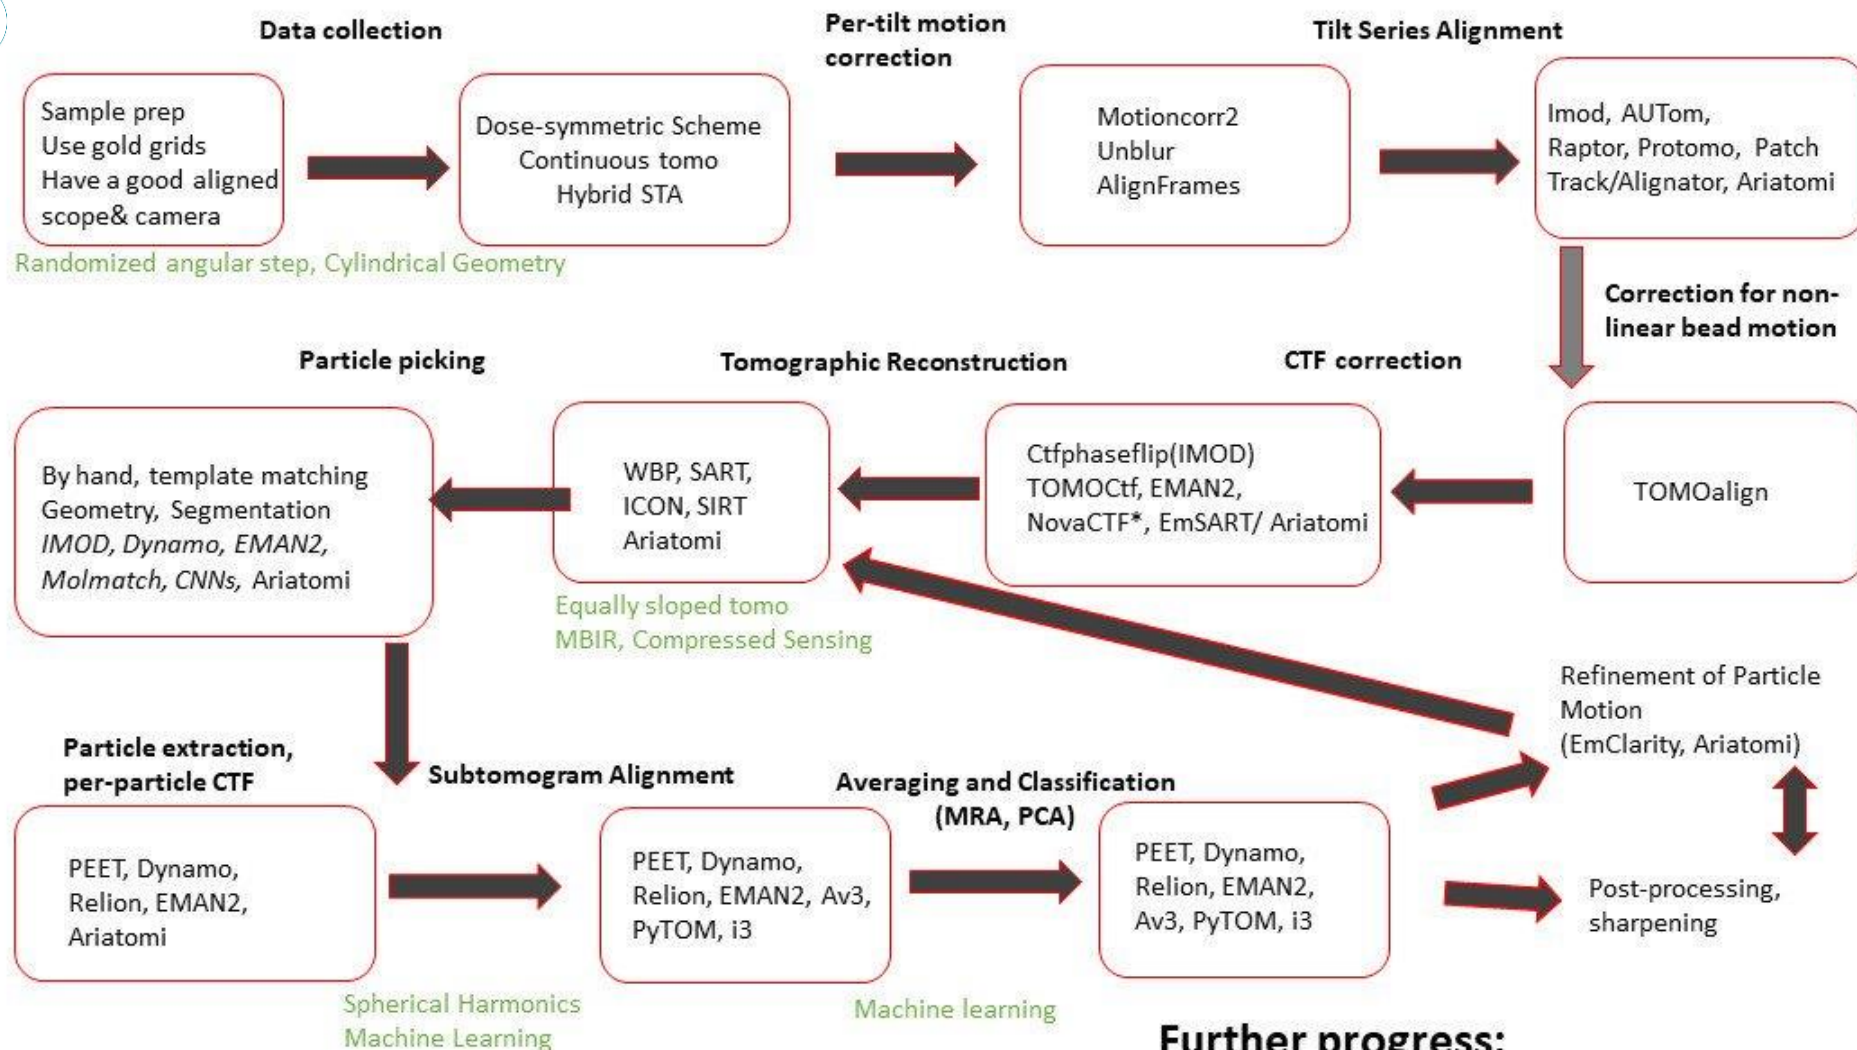 Data collection
Per-tilt motion
correction
Tilt Series Alignment
Sample prep
Use gold grids
Have a good aligned
scope& camera
Dose-symmetric Scheme
Continuous tomo
Hybrid STA
Motioncorr2
Unblur
AlignFrames
Imod, AUTom,
Raptor, Protomo, Patch
Track/Alignator, Ariatomi
Randomized angular step, Cylindrical Geometry
Correction for non-
linear bead motion
Particle picking
Tomographic Reconstruction
CTF correction
By hand, template matching
Geometry, Segmentation
IMOD, Dynamo, EMAN2,
Molmatch, CNNs, Ariatomi
WBP, SART,
ICON, SIRT
Ariatomi
Ctfphaseflip(IMOD)
TOMOCtf, EMAN2,
NovaCTF*, EmSART/ Ariatomi
TOMOalign
Equally sloped tomo
MBIR, Compressed Sensing
Refinement of Particle
Motion
(EmClarity, Ariatomi)
Particle extraction,
per-particle CTF
Subtomogram Alignment
Averaging and Classification
(MRA, PCA)
PEET, Dynamo,
Relion, EMAN2,
Ariatomi
PEET, Dynamo,
Relion, EMAN2, Av3,
PyTOM, i3
PEET, Dynamo,
Relion, EMAN2,
Av3, PyTOM, i3
Post-processing,
sharpening
Spherical Harmonics
Machine Learning
Machine learning
Further progress: